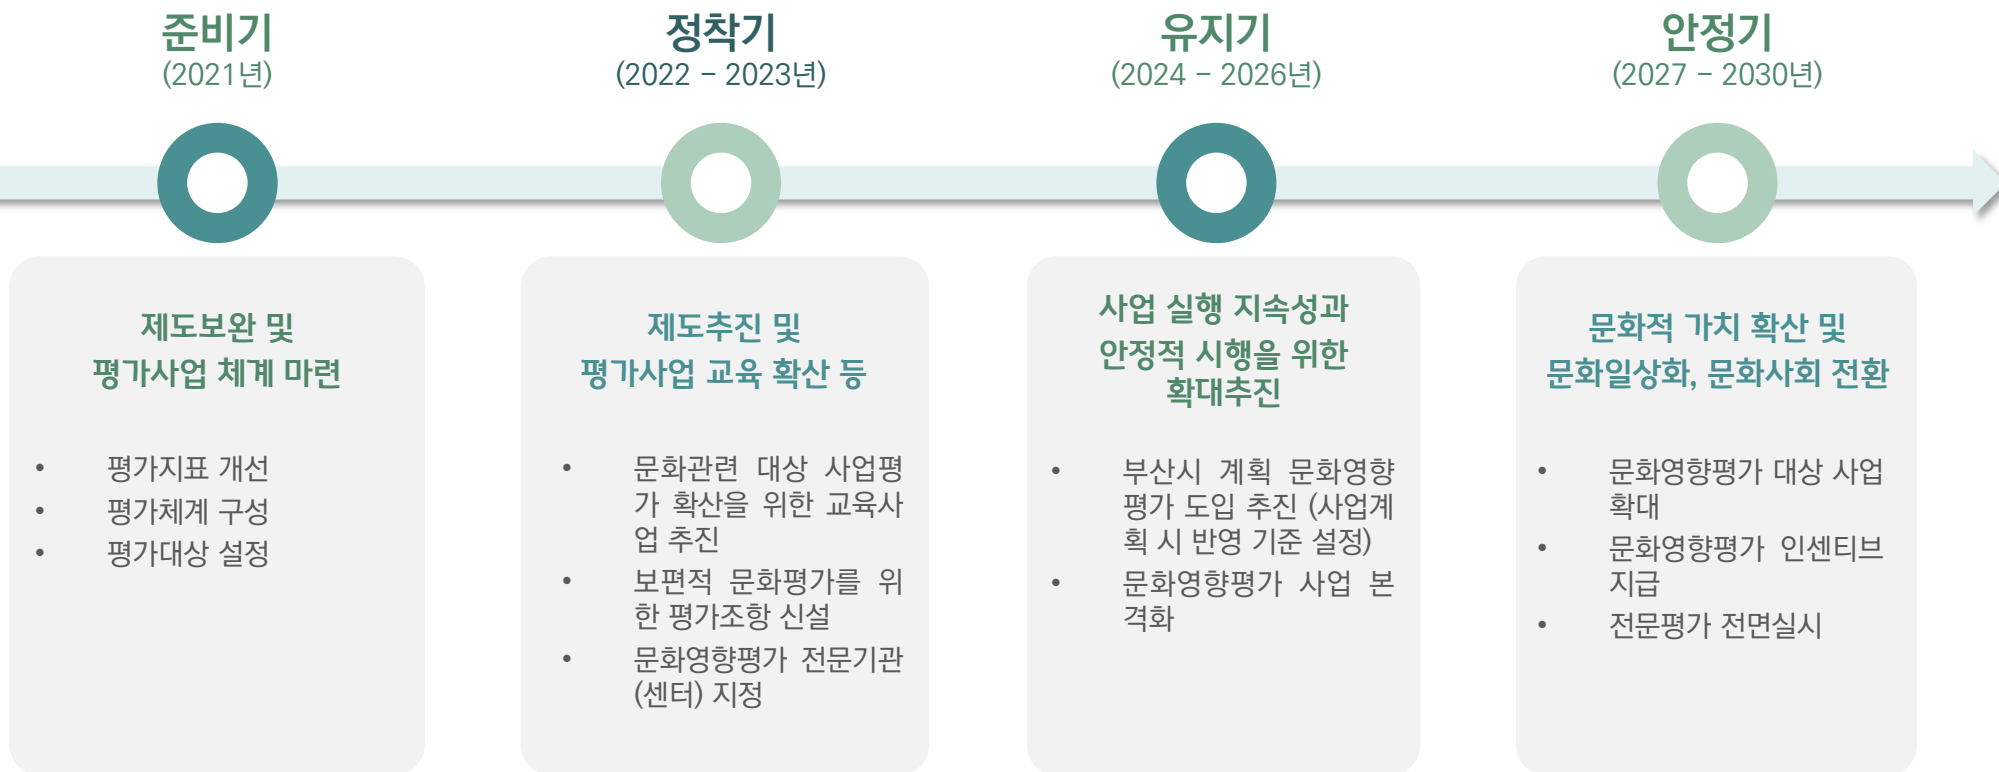 준비기
(2021년)
정착기
(2022 – 2023년)
유지기
(2024 – 2026년)
안정기
(2027 – 2030년)
제도보완 및
평가사업 체계 마련
• 평가지표 개선
• 평가체계 구성
• 평가대상 설정
제도추진 및
평가사업 교육 확산 등
• 문화관련 대상 사업평
가 확산을 위한 교육사
업 추진
• 보편적 문화평가를 위
한 평가조항 신설
• 문화영향평가 전문기관
(센터) 지정
사업 실행 지속성과
안정적 시행을 위한
확대추진
• 부산시 계획 문화영향
평가 도입 추진 (사업계
획 시 반영 기준 설정)
• 문화영향평가 사업 본
격화
문화적 가치 확산 및
문화일상화, 문화사회 전환
• 문화영향평가 대상 사업
확대
• 문화영향평가 인센티브
지급
• 전문평가 전면실시